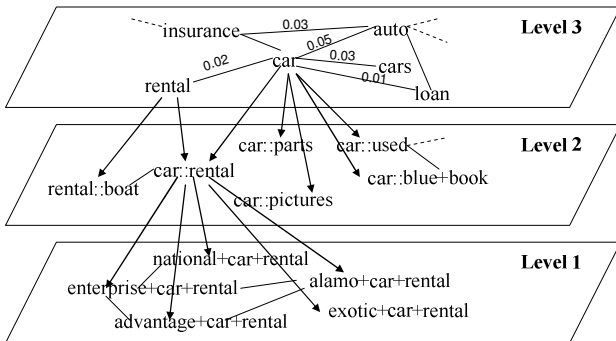 insurance 0.03 auto Level 3
0.05
car 0.03 cars
0.02
rental 0.01 loan
Level 2
car::parts car::used
rental::boat car::rental car::blue+book
car::pictures
Level 1
national+car+rental
enterprise+car+rental alamo+car+rental
advantage+car+rental exotic+car+rental